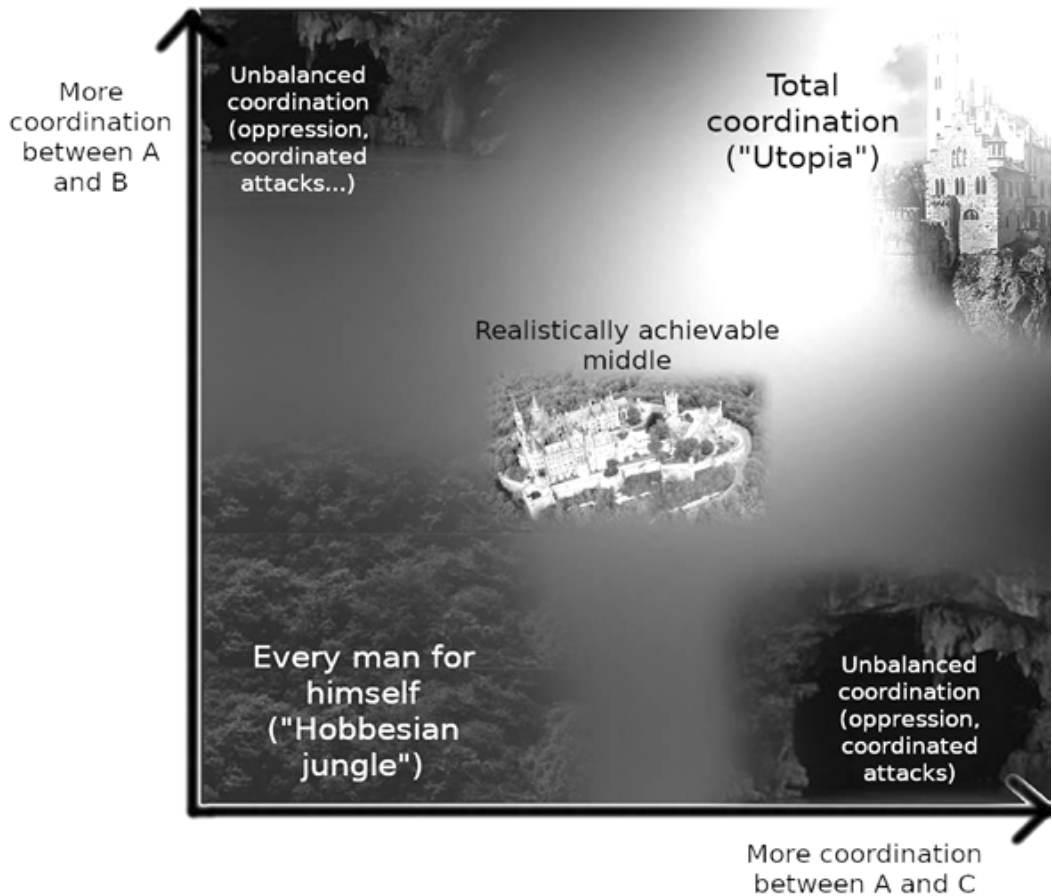 More
coordination
between A
and B
Unbalanced
coordination
(oppression,
coordinated
attacks...)
Total
coordination
("Utopia")
Realistically achievable
middle
Every man for
himself
("Hobbesian
jungle")
Unbalanced
coordination
(oppression,
coordinated
attacks)
More coordination
between A and C